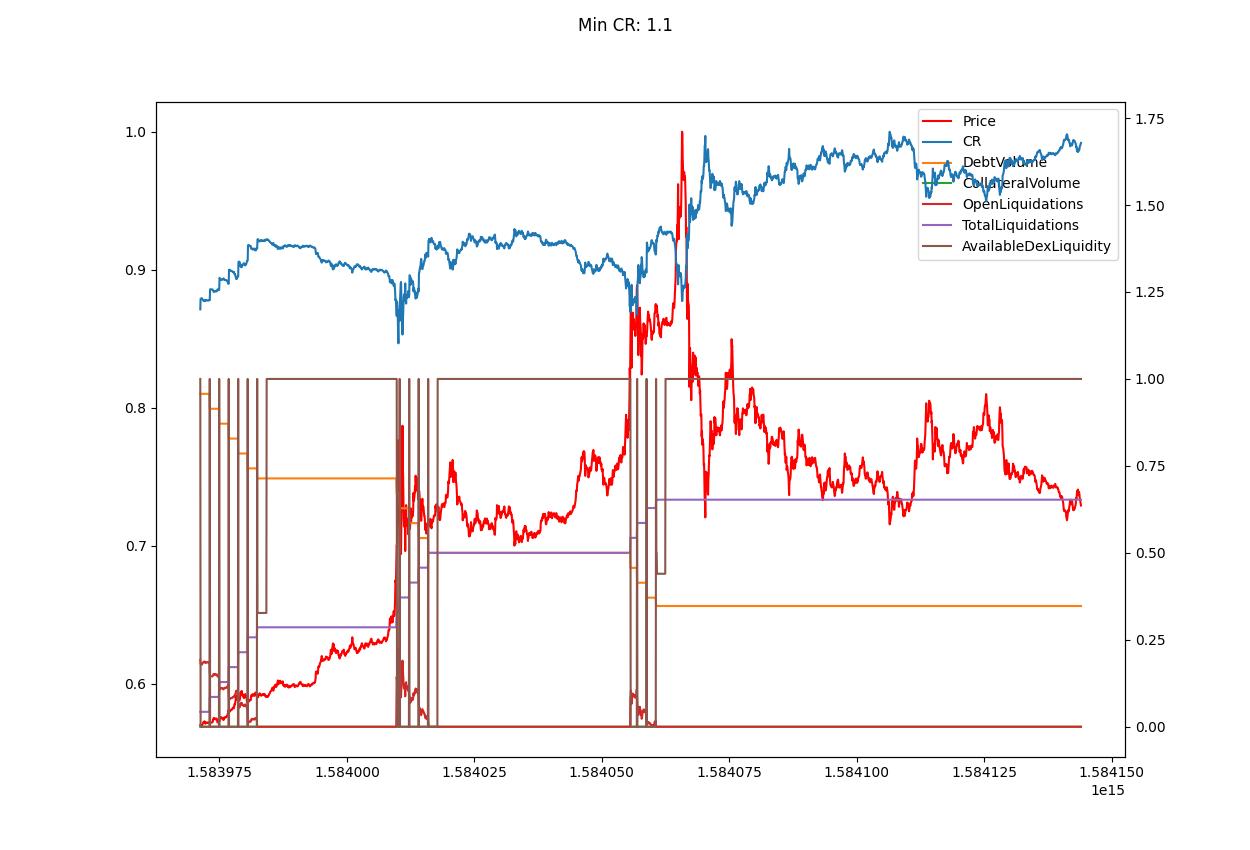 Min CR: 1.1
1.0
0.9
0.8
0.7
0.6
1.75
1.50
1.25
1.00
0.75
0.50
0.25
0.00
Price
CR
DebtVolume
CollateralVolume
OpenLiquidations
TotalLiquidations
AvailableDexLiquidity
1.583975 1.584000 1.584025 1.584050 1.584075 1.584100 1.584125 1.584150
1e15